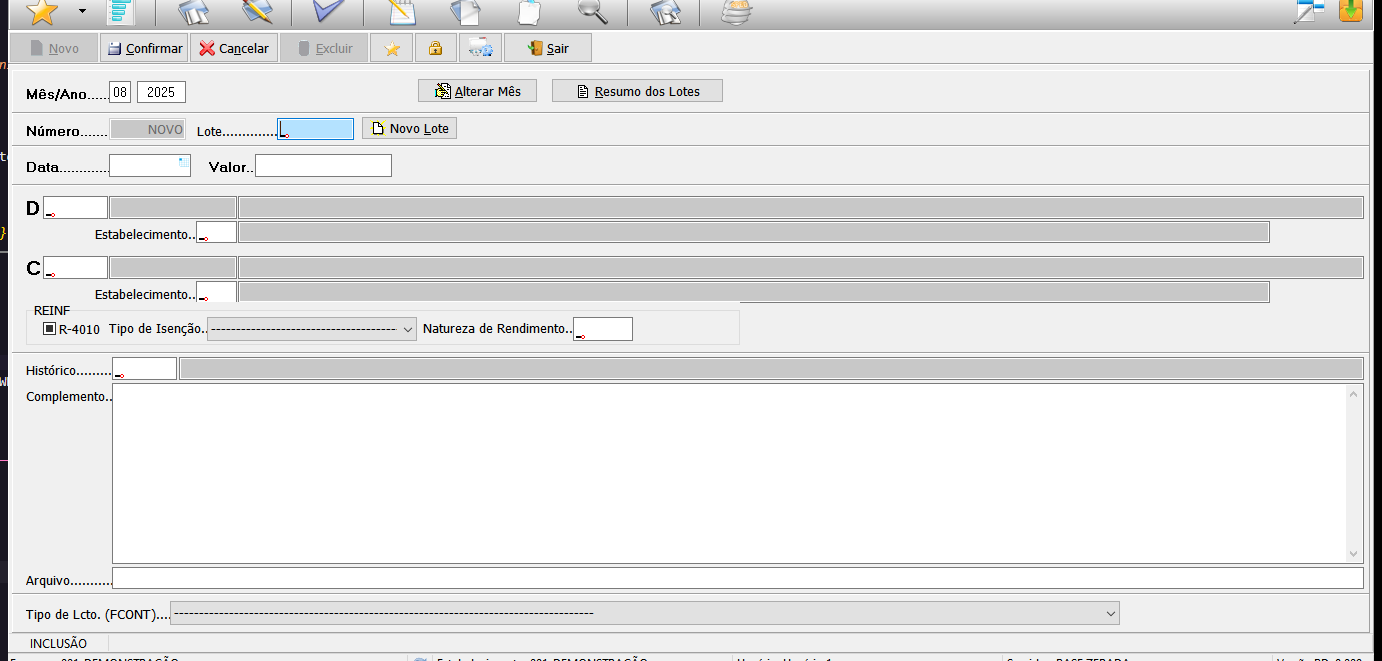 Novo Confirmar Cancelar Excluir Sair
Mês/Ano..... 08 2025 Alterar Mês Resumo dos Lotes
Número....... NOVO Lote............. Novo Lote
Data............ Valor..
D
Estabelecimento..
C
Estabelecimento..
REINF
R-4010 Tipo de Isenção.. -------------------------------------- Natureza de Rendimento..
Histórico.........
Complemento..
Arquivo..........
Tipo de Lcto. (FCONT).... ------------------------------------------------------------------------------------
INCLUSÃO